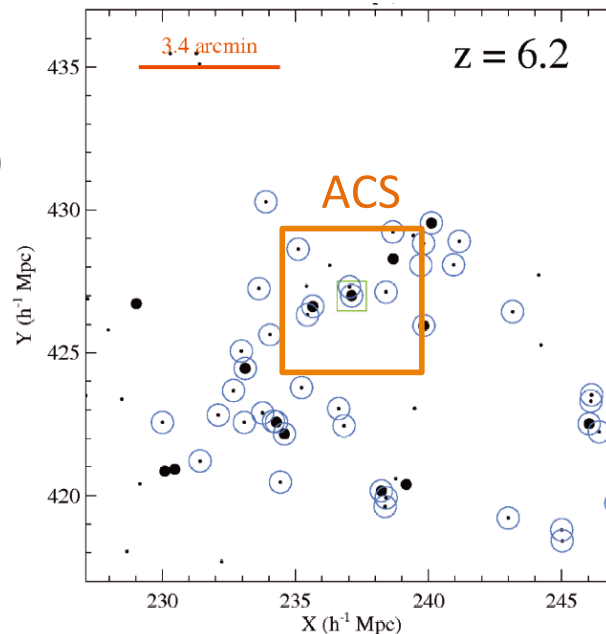 3.4 arcmin
z = 6.2
ACS
435
430
425
420
Y (h⁻¹ Mpc)
230
235
240
245
X (h⁻¹ Mpc)